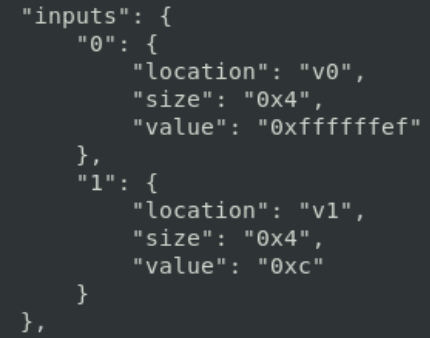 "inputs": {
    "0": {
        "location": "v0",
        "size": "0x4",
        "value": "0xffffffef"
    },
    "1": {
        "location": "v1",
        "size": "0x4",
        "value": "0xc"
    }
},